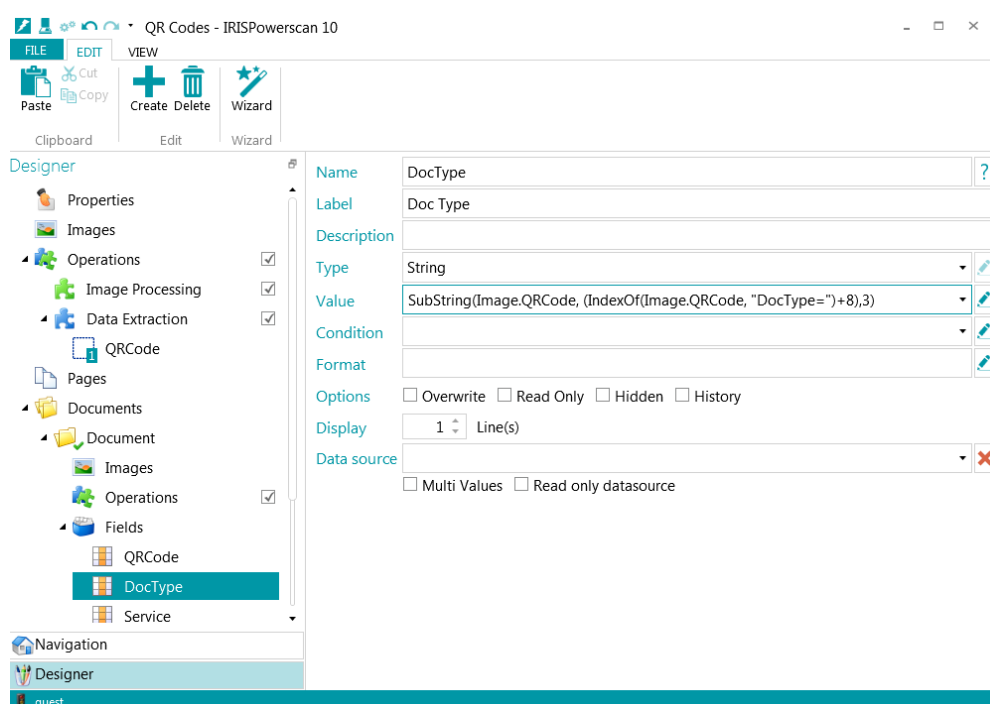 QR Codes - IRISPowerscan 10
FILE EDIT VIEW
Paste Cut Copy Create Delete Wizard
Clipboard Edit Wizard
Designer
Properties
Images
Operations
Image Processing
Data Extraction
1 QRCode
Pages
Documents
Document
Images
Operations
Fields
QRCode
DocType
Service
Navigation
Designer
guest
Name DocType ?
Label Doc Type
Description
Type String
Value SubString(Image.QRCode, (IndexOf(Image.QRCode, "DocType=")+8),3)
Condition
Format
Options Overwrite Read Only Hidden History
Display 1 Line(s)
Data source
Multi Values Read only datasource